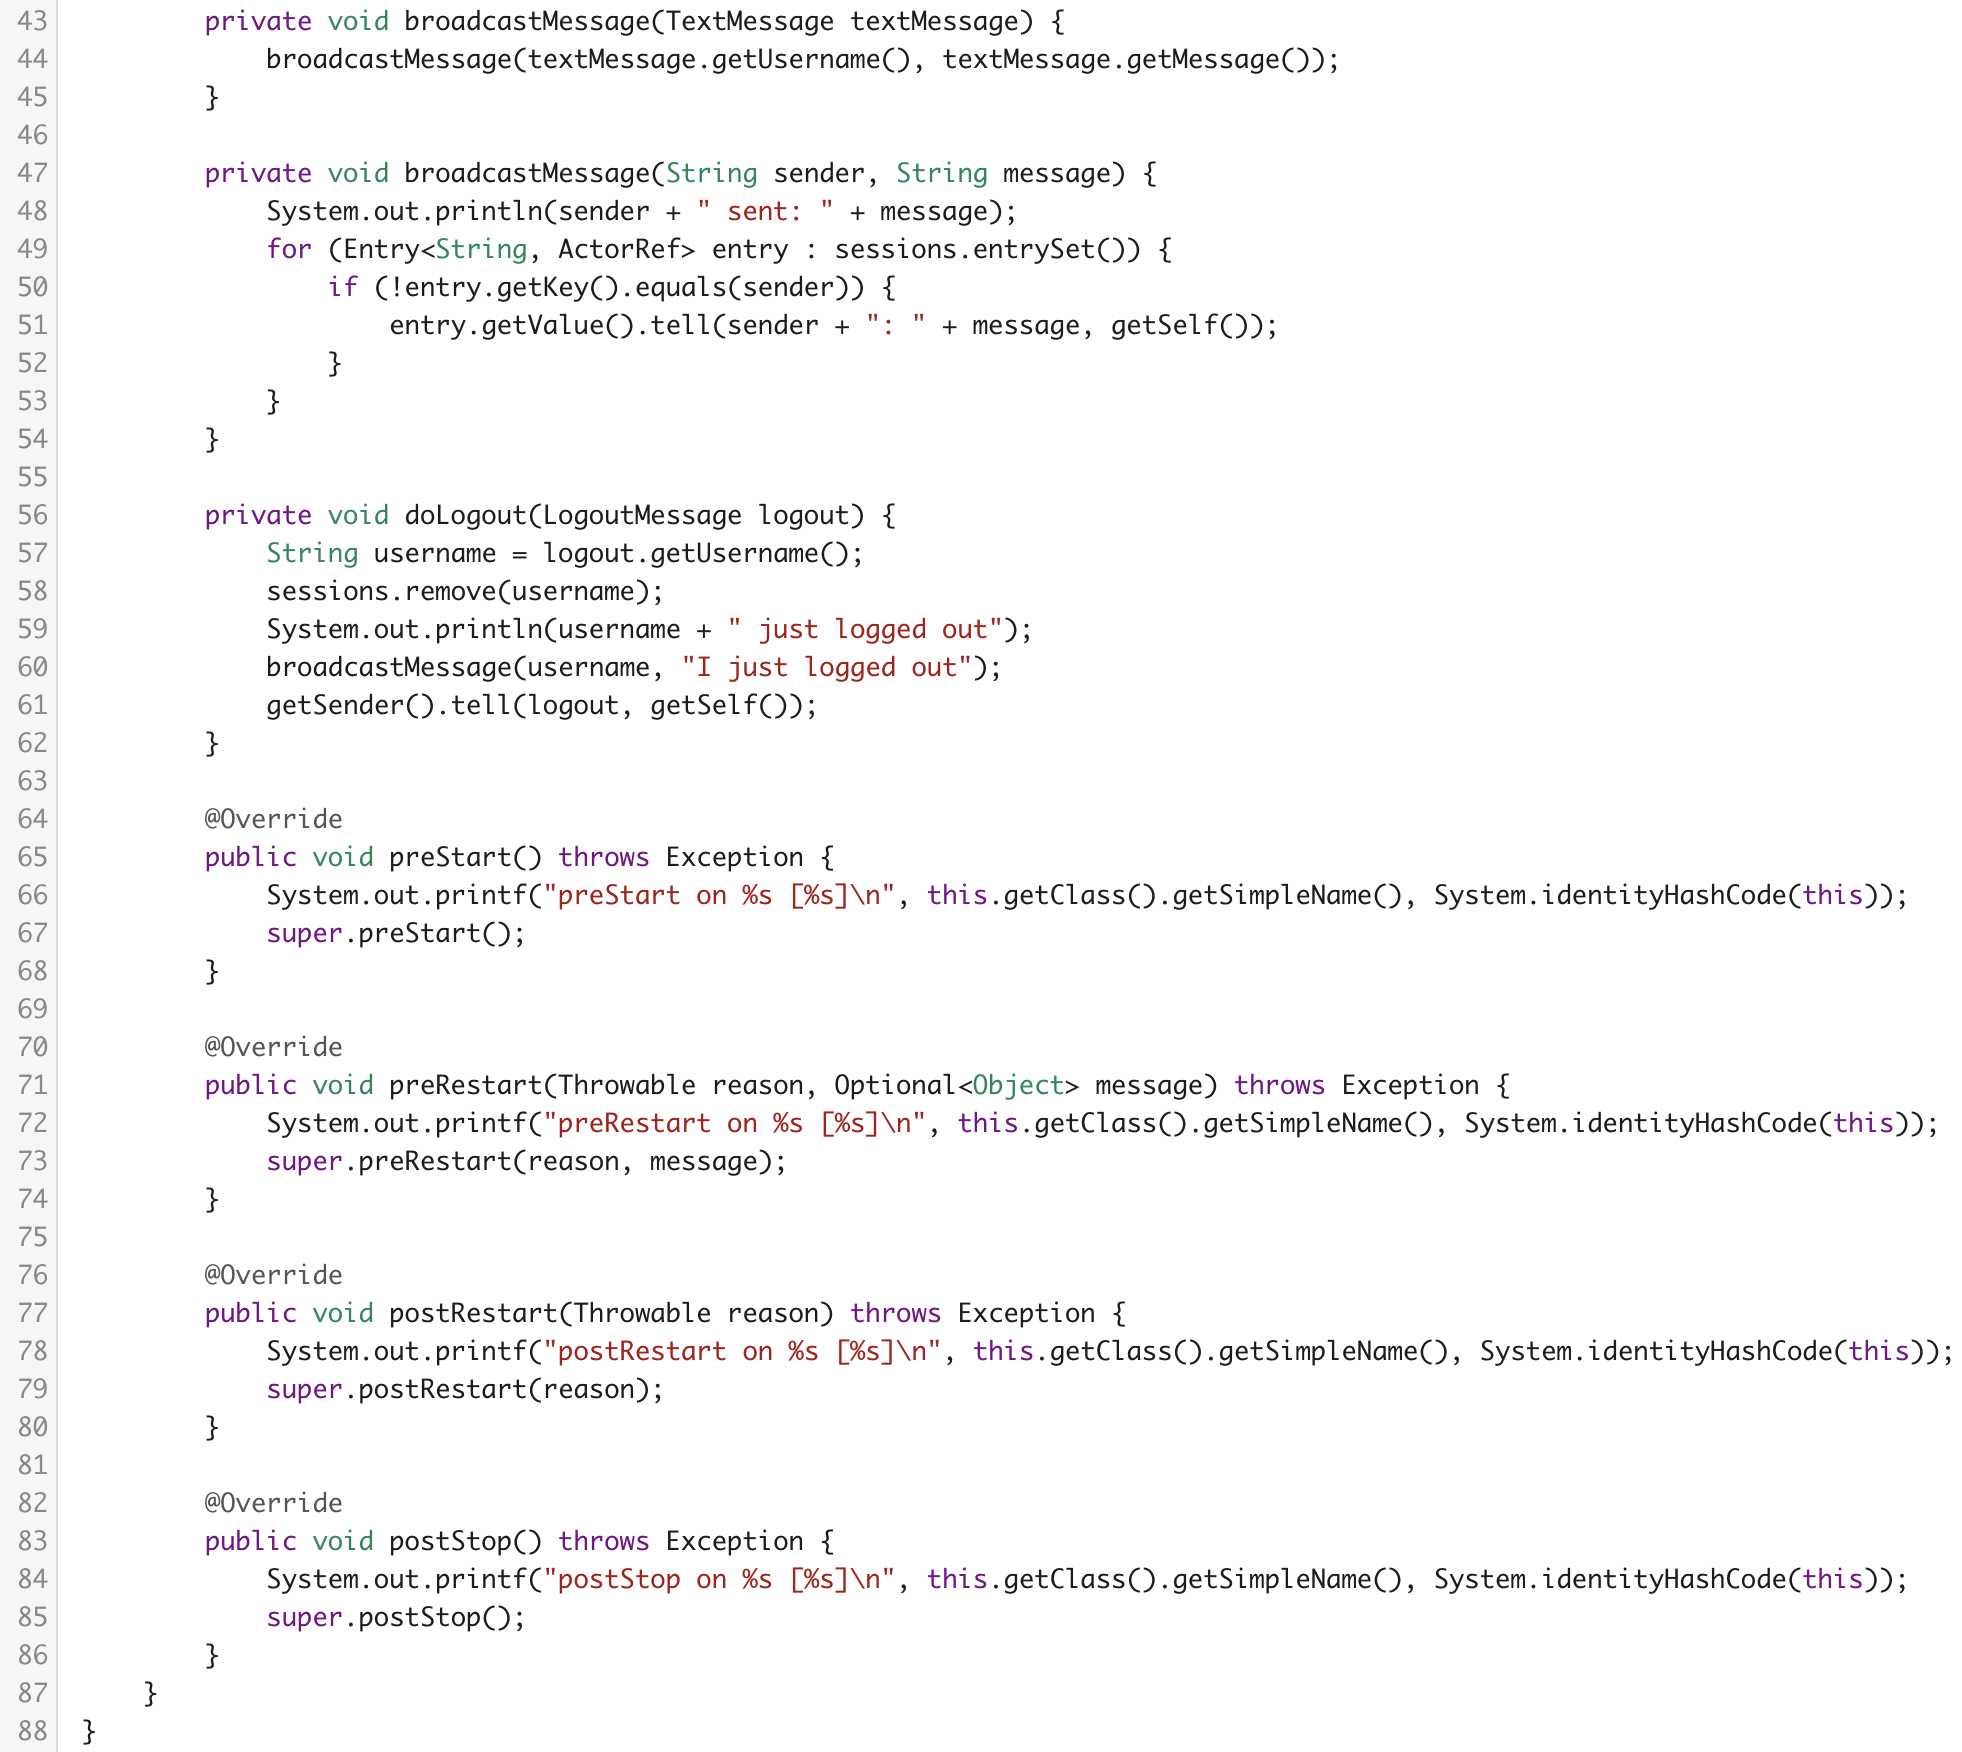 43 private void broadcastMessage(TextMessage textMessage) {
44 broadcastMessage(textMessage.getUsername(), textMessage.getMessage());
45 }
46
47 private void broadcastMessage(String sender, String message) {
48 System.out.println(sender + " sent: " + message);
49 for (Entry<String, ActorRef> entry : sessions.entrySet()) {
50 if (!entry.getKey().equals(sender)) {
51 entry.getValue().tell(sender + ": " + message, getSelf());
52 }
53 }
54 }
55
56 private void doLogout(LogoutMessage logout) {
57 String username = logout.getUsername();
58 sessions.remove(username);
59 System.out.println(username + " just logged out");
60 broadcastMessage(username, "I just logged out");
61 getSender().tell(logout, getSelf());
62 }
63
64 @Override
65 public void preStart() throws Exception {
66 System.out.printf("preStart on %s [%s]\n", this.getClass().getSimpleName(), System.identityHashCode(this));
67 super.preStart();
68 }
69
70 @Override
71 public void preRestart(Throwable reason, Optional<Object> message) throws Exception {
72 System.out.printf("preRestart on %s [%s]\n", this.getClass().getSimpleName(), System.identityHashCode(this));
73 super.preRestart(reason, message);
74 }
75
76 @Override
77 public void postRestart(Throwable reason) throws Exception {
78 System.out.printf("postRestart on %s [%s]\n", this.getClass().getSimpleName(), System.identityHashCode(this));
79 super.postRestart(reason);
80 }
81
82 @Override
83 public void postStop() throws Exception {
84 System.out.printf("postStop on %s [%s]\n", this.getClass().getSimpleName(), System.identityHashCode(this));
85 super.postStop();
86 }
87 }
88 }